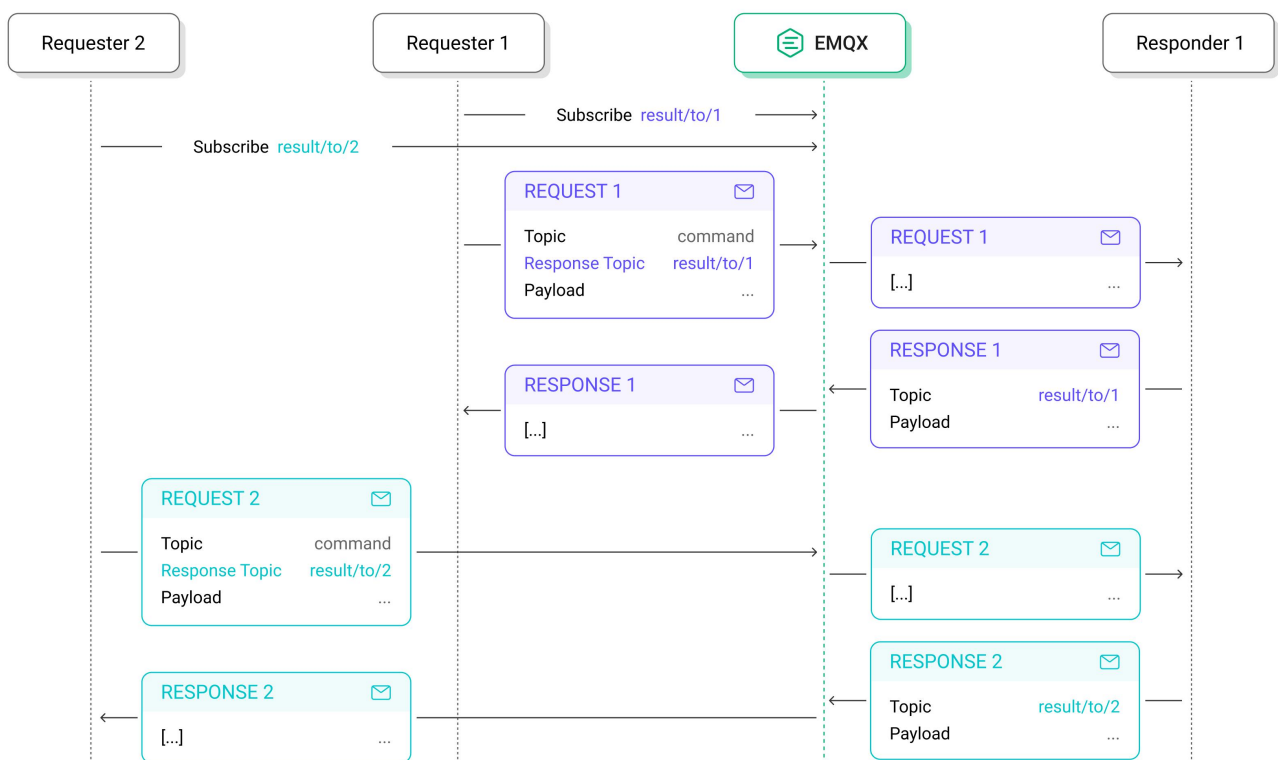 Requester 2
Requester 1
EMQX
Responder 1
Subscribe result/to/1
Subscribe result/to/2
REQUEST 1
Topic command
Response Topic result/to/1
Payload ...
REQUEST 1
[...] ...
RESPONSE 1
Topic result/to/1
Payload ...
RESPONSE 1
[...] ...
REQUEST 2
Topic command
Response Topic result/to/2
Payload ...
REQUEST 2
[...] ...
RESPONSE 2
Topic result/to/2
Payload ...
RESPONSE 2
[...] ...